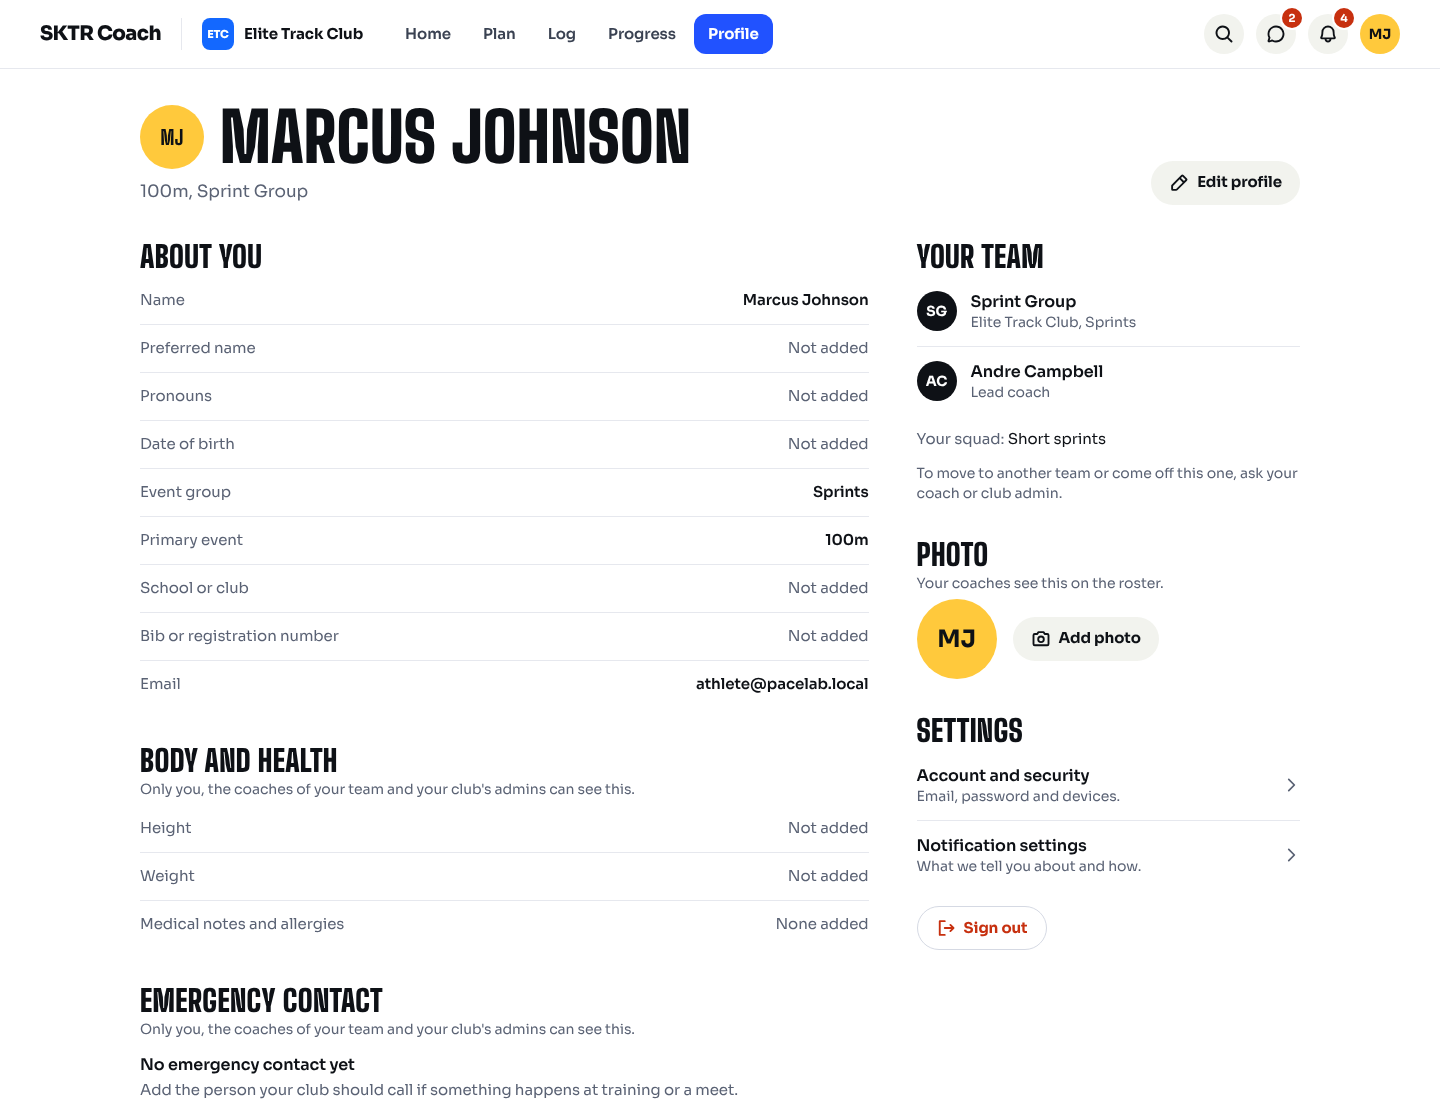 SKTR Coach
ETC
Elite Track Club
Home
Plan
Log
Progress
Profile
2
4
MJ
MJ
MARCUS JOHNSON
100m, Sprint Group
Edit profile
ABOUT YOU
Name
Marcus Johnson
Preferred name
Not added
Pronouns
Not added
Date of birth
Not added
Event group
Sprints
Primary event
100m
School or club
Not added
Bib or registration number
Not added
Email
athlete@pacelab.local
BODY AND HEALTH
Only you, the coaches of your team and your club's admins can see this.
Height
Not added
Weight
Not added
Medical notes and allergies
None added
EMERGENCY CONTACT
Only you, the coaches of your team and your club's admins can see this.
No emergency contact yet
Add the person your club should call if something happens at training or a meet.
YOUR TEAM
SG
Sprint Group
Elite Track Club, Sprints
AC
Andre Campbell
Lead coach
Your squad: Short sprints
To move to another team or come off this one, ask your
coach or club admin.
PHOTO
Your coaches see this on the roster.
MJ
Add photo
SETTINGS
Account and security
Email, password and devices.
Notification settings
What we tell you about and how.
Sign out